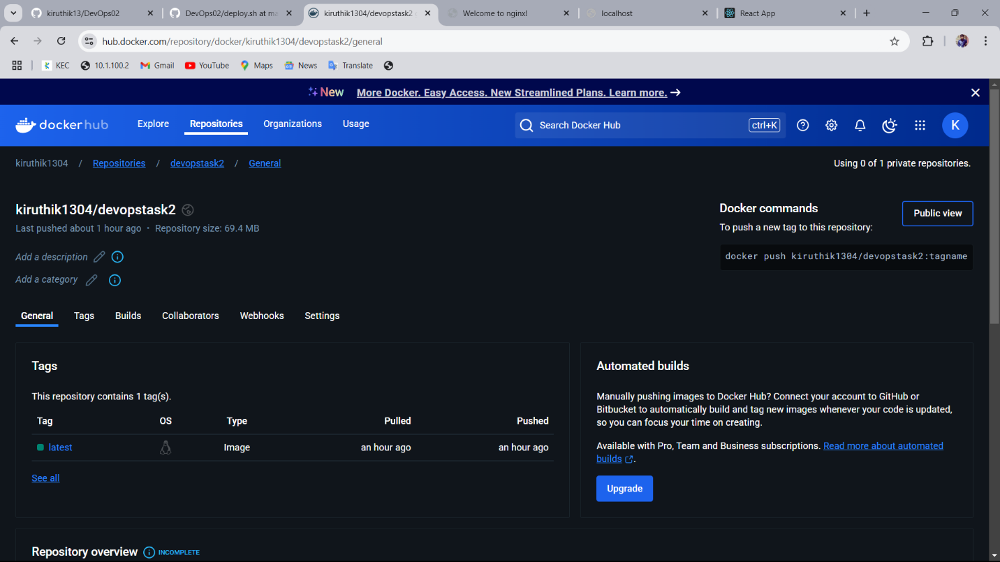 kiruthik13/DevOps02
DevOps02/deploy.sh at ma
kiruthik1304/devopstask2
Welcome to nginx!
localhost
React App
hub.docker.com/repository/docker/kiruthik1304/devopstask2/general
KEC
10.1.100.2
Gmail
YouTube
Maps
News
Translate
New More Docker. Easy Access. New Streamlined Plans. Learn more. →
dockerhub
Explore
Repositories
Organizations
Usage
Search Docker Hub
ctrl+K
K
kiruthik1304 / Repositories / devopstask2 / General
Using 0 of 1 private repositories.
kiruthik1304/devopstask2
Last pushed about 1 hour ago · Repository size: 69.4 MB
Add a description
Add a category
Docker commands
Public view
To push a new tag to this repository:
docker push kiruthik1304/devopstask2:tagname
General
Tags
Builds
Collaborators
Webhooks
Settings
Tags
This repository contains 1 tag(s).
Tag OS Type Pulled Pushed
latest Image an hour ago an hour ago
See all
Automated builds
Manually pushing images to Docker Hub? Connect your account to GitHub or
Bitbucket to automatically build and tag new images whenever your code is updated,
so you can focus your time on creating.
Available with Pro, Team and Business subscriptions. Read more about automated
builds .
Upgrade
Repository overview INCOMPLETE